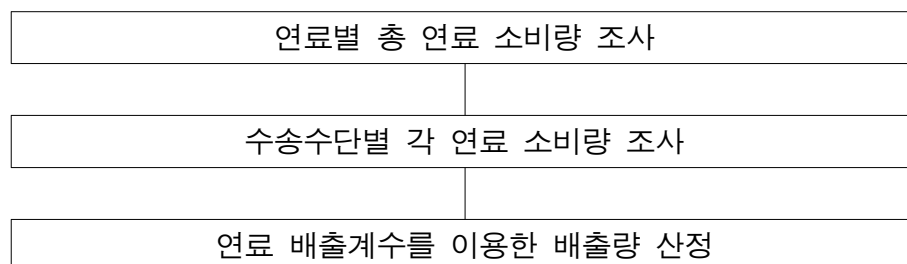 연료별 총 연료 소비량 조사
수송수단별 각 연료 소비량 조사
연료 배출계수를 이용한 배출량 산정